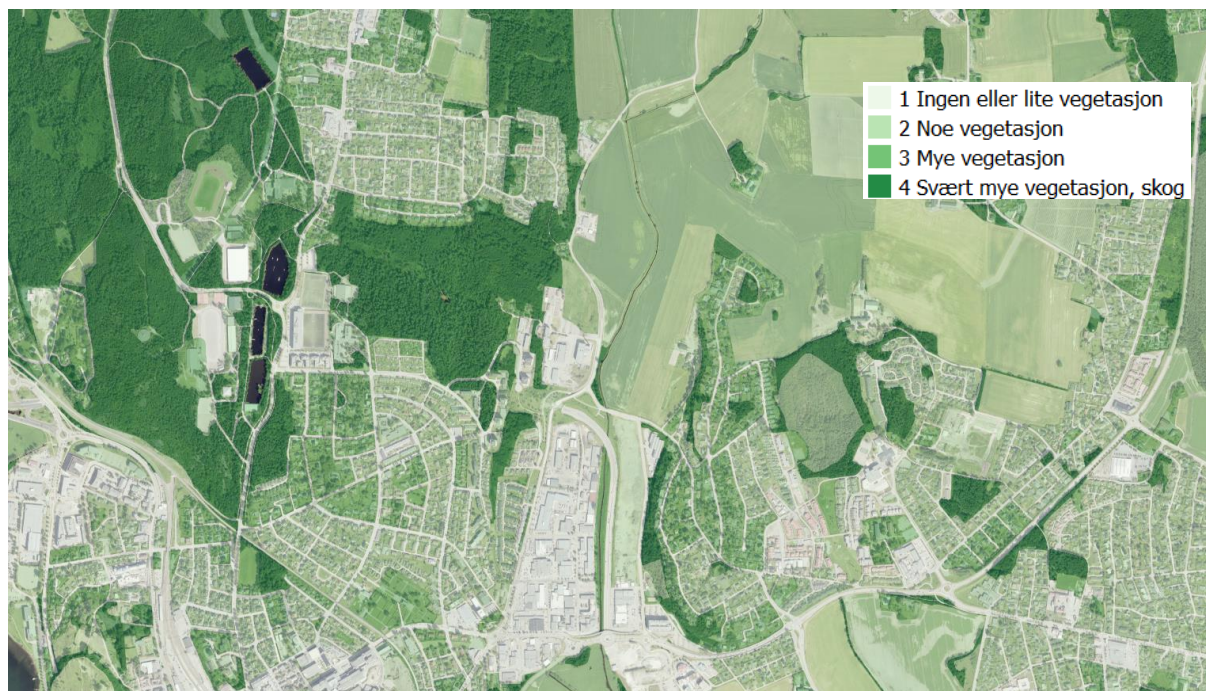 1 Ingen eller lite vegetasjon
2 Noe vegetasjon
3 Mye vegetasjon
4 Svært mye vegetasjon, skog